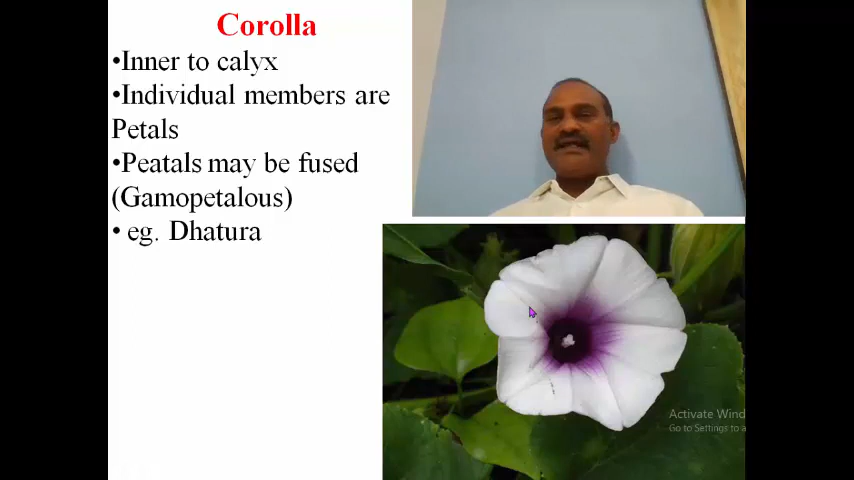 Corolla
•Inner to calyx
•Individual members are
Petals
•Peatals may be fused
(Gamopetalous)
• eg. Dhatura
Activate Wind
Go to Settings to a